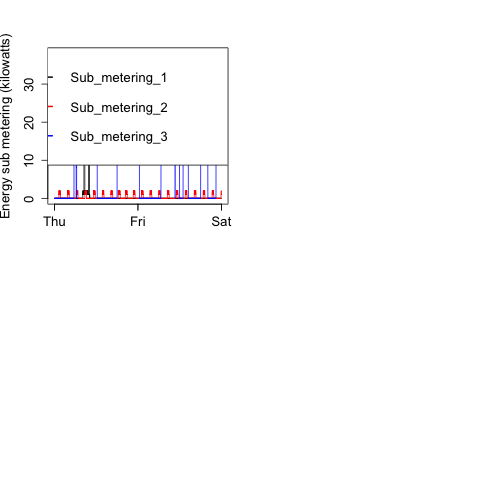 Energy sub metering (kilowatts)
30
20
10
0
Sub_metering_1
Sub_metering_2
Sub_metering_3
Thu Fri Sat